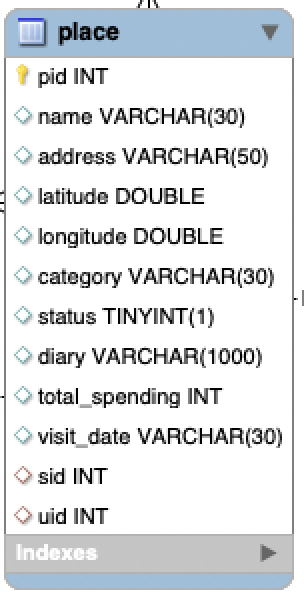 place
pid INT
name VARCHAR(30)
address VARCHAR(50)
latitude DOUBLE
longitude DOUBLE
category VARCHAR(30)
status TINYINT(1)
diary VARCHAR(1000)
total_spending INT
visit_date VARCHAR(30)
sid INT
uid INT
Indexes